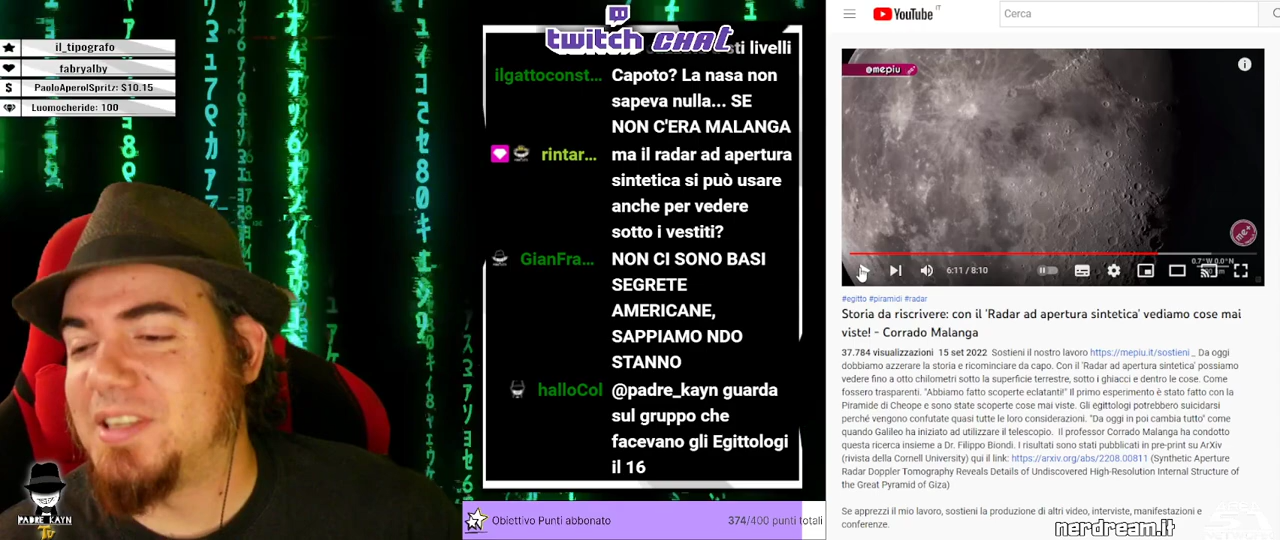 il_tipografo
fabryalby
PaoloAperolSpritz: $10.15
Luomocheride: 100
PADRE KAYN
TV
twitch CHAT
sti livelli
ilgattoconst... Capoto? La nasa non
sapeva nulla... SE
NON C'ERA MALANGA
rintar... ma il radar ad apertura
sintetica si può usare
anche per vedere
sotto i vestiti?
GianFra... NON CI SONO BASI
SEGRETE
AMERICANE,
SAPPIAMO NDO
STANNO
halloCol @padre_kayn guarda
sul gruppo che
facevano gli Egittologi
il 16
Obiettivo Punti abbonato 374/400 punti totali
YouTube IT
Cerca
@mepiu
me+
0.7°W 0.0°N
6:11 / 8:10
#egitto #piramidi #radar
Storia da riscrivere: con il 'Radar ad apertura sintetica' vediamo cose mai
viste! - Corrado Malanga
37.784 visualizzazioni 15 set 2022 Sostieni il nostro lavoro https://mepiu.it/sostieni_ Da oggi
dobbiamo azzerare la storia e ricominciare da capo. Con il 'Radar ad apertura sintetica' possiamo
vedere fino a otto chilometri sotto la superficie terrestre, sotto i ghiacci e dentro le cose. Come
fossero trasparenti. "Abbiamo fatto scoperte eclatanti!" Il primo esperimento è stato fatto con la
Piramide di Cheope e sono state scoperte cose mai viste. Gli egittologi potrebbero suicidarsi
perché vengono confutate quasi tutte le loro considerazioni. "Da oggi in poi cambia tutto" come
quando Galileo ha iniziato ad utilizzare il telescopio. Il professor Corrado Malanga ha condotto
questa ricerca insieme a Dr. Filippo Biondi. I risultati sono stati pubblicati in pre-print su ArXiv
(rivista della Cornell University) qui il link: https://arxiv.org/abs/2208.00811 (Synthetic Aperture
Radar Doppler Tomography Reveals Details of Undiscovered High-Resolution Internal Structure of
the Great Pyramid of Giza)
Se apprezzi il mio lavoro, sostieni la produzione di altri video, interviste, manifestazioni e
conferenze.
nerdream.it